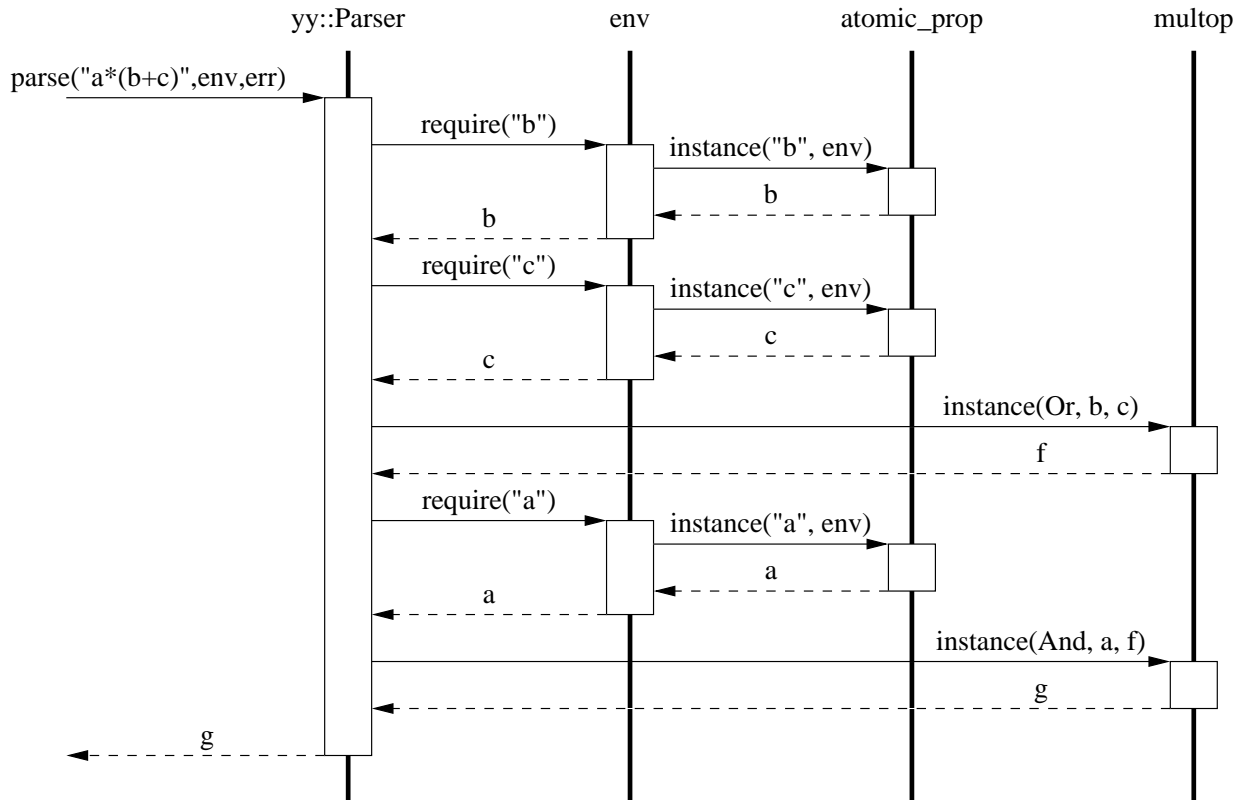 yy::Parser
env
atomic_prop
multop
parse("a*(b+c)",env,err)
require("b")
instance("b", env)
b
b
require("c")
instance("c", env)
c
c
instance(Or, b, c)
f
require("a")
instance("a", env)
a
a
instance(And, a, f)
g
g